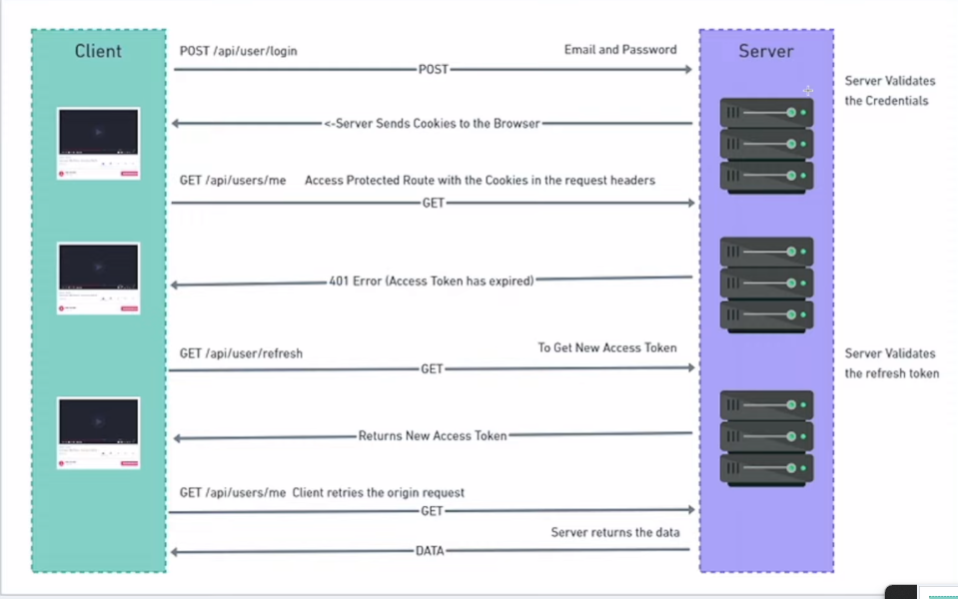 Client
Server
POST /api/user/login
Email and Password
POST
Server Validates
the Credentials
<-Server Sends Cookies to the Browser
GET /api/users/me Access Protected Route with the Cookies in the request headers
GET
401 Error (Access Token has expired)
GET /api/user/refresh
To Get New Access Token
GET
Server Validates
the refresh token
Returns New Access Token
GET /api/users/me Client retries the origin request
GET
Server returns the data
DATA